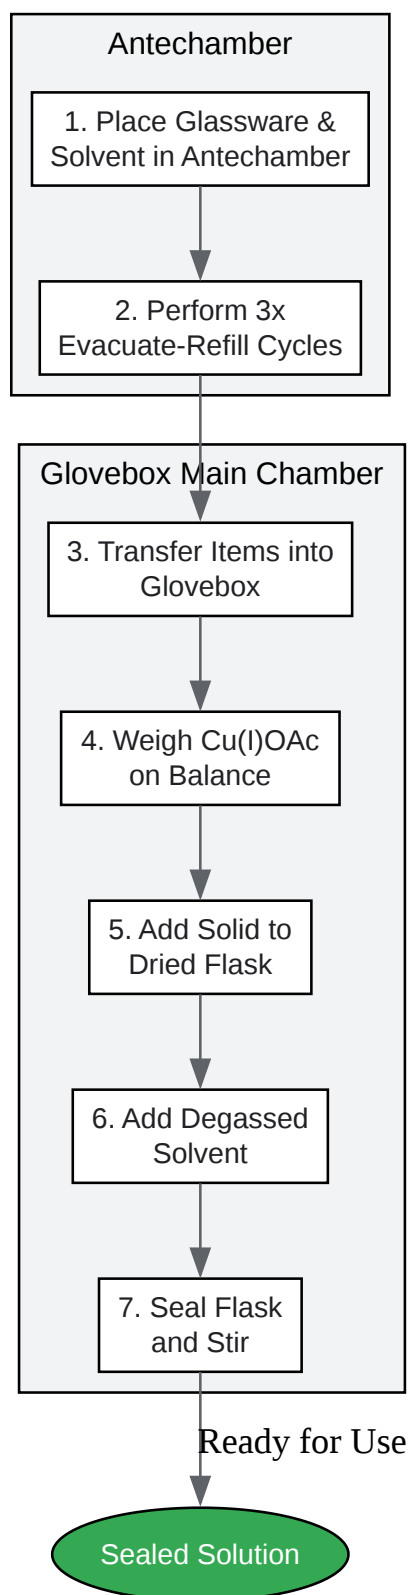 Antechamber
1. Place Glassware &
Solvent in Antechamber
2. Perform 3x
Evacuate-Refill Cycles
Glovebox Main Chamber
3. Transfer Items into
Glovebox
4. Weigh Cu(I)OAc
on Balance
5. Add Solid to
Dried Flask
6. Add Degassed
Solvent
7. Seal Flask
and Stir
Ready for Use
Sealed Solution